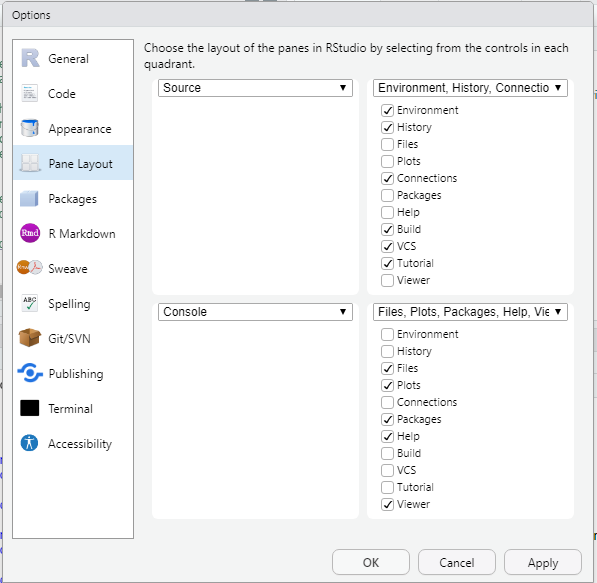 Options
General
Code
Appearance
Pane Layout
Packages
Rmd
R Markdown
Sweave
ABC
Spelling
Git/SVN
Publishing
Terminal
Accessibility
Choose the layout of the panes in RStudio by selecting from the controls in each
quadrant.
Source
Environment, History, Connectio
Environment
History
Files
Plots
Connections
Packages
Help
Build
VCS
Tutorial
Viewer
Console
Files, Plots, Packages, Help, Vie
Environment
History
Files
Plots
Connections
Packages
Help
Build
VCS
Tutorial
Viewer
OK
Cancel
Apply